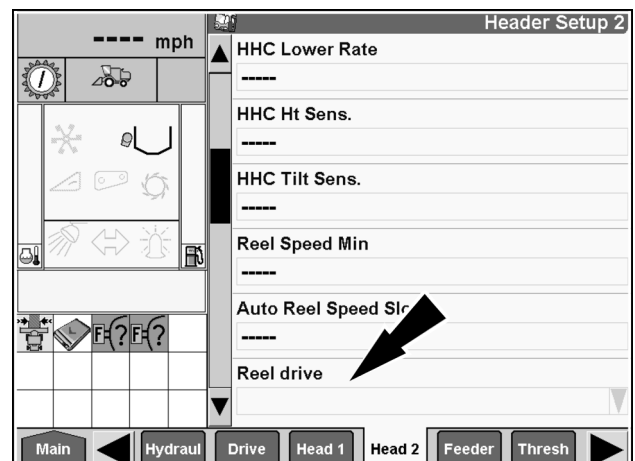 Header Setup 2
---- mph
HHC Lower Rate
-----
HHC Ht Sens.
-----
HHC Tilt Sens.
-----
Reel Speed Min
-----
Auto Reel Speed
-----
Reel drive
L
F ?
F ?
Main
Hydraul
Drive
Head 1
Head 2
Feeder
Thresh